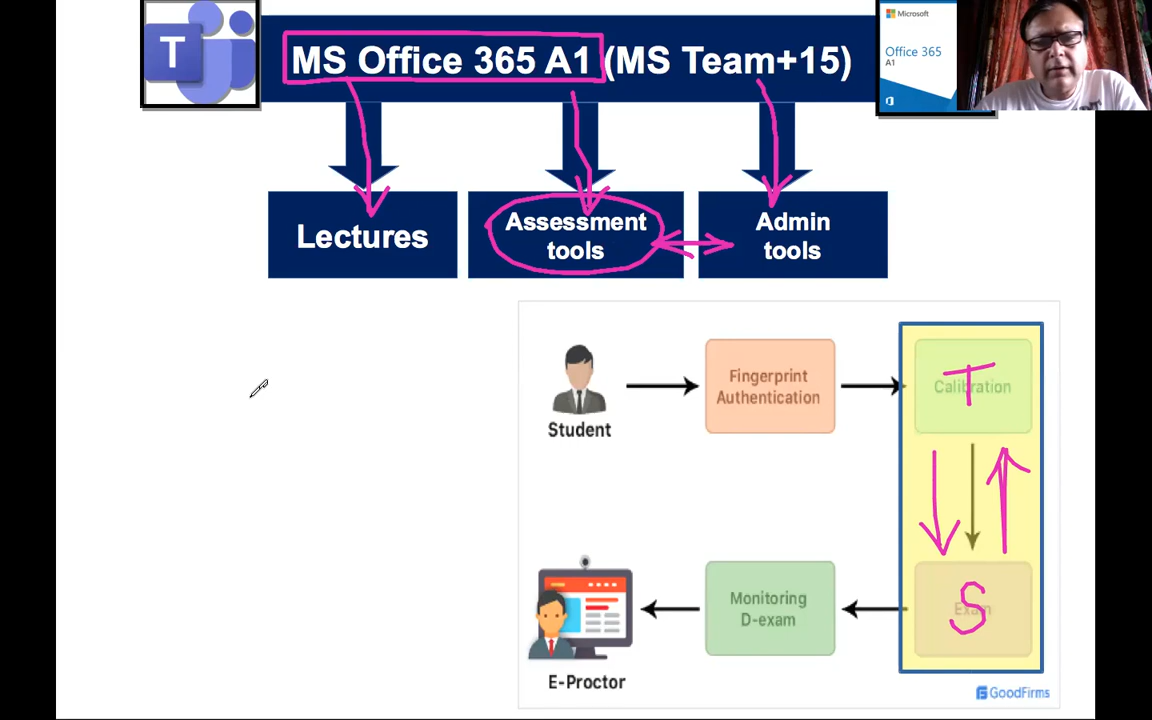 T
MS Office 365 A1 (MS Team+15)
Microsoft
Office 365
A1
Lectures
Assessment
tools
Admin
tools
Student
Fingerprint
Authentication
Calibration
T
S
Exam
Monitoring
D-exam
E-Proctor
GoodFirms